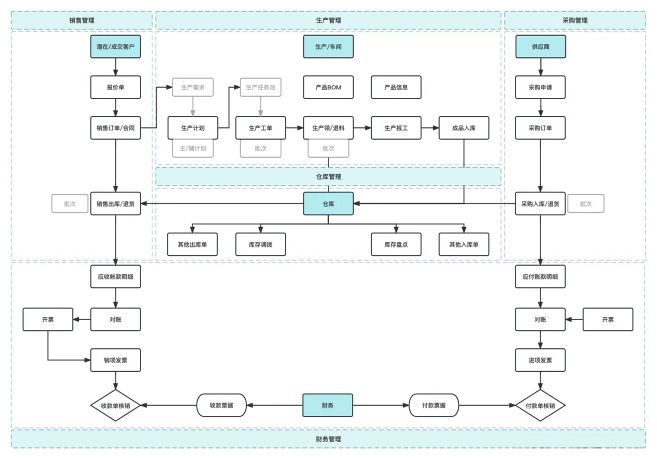 销售管理
生产管理
采购管理
潜在/成交客户
生产/车间
供应商
报价单
生产需求
生产任务池
产品BOM
产品信息
采购申请
销售订单/合同
生产计划
生产工单
生产领/退料
生产报工
成品入库
采购订单
主/辅计划
批次
批次
仓库管理
批次
销售出库/退货
仓库
采购入库/退货
批次
其他出库单
库存调拨
库存盘点
其他入库单
应收账款明细
应付账款明细
开票
对账
对账
开票
销项发票
进项发票
收款单核销
收款票据
财务
付款票据
付款单核销
财务管理